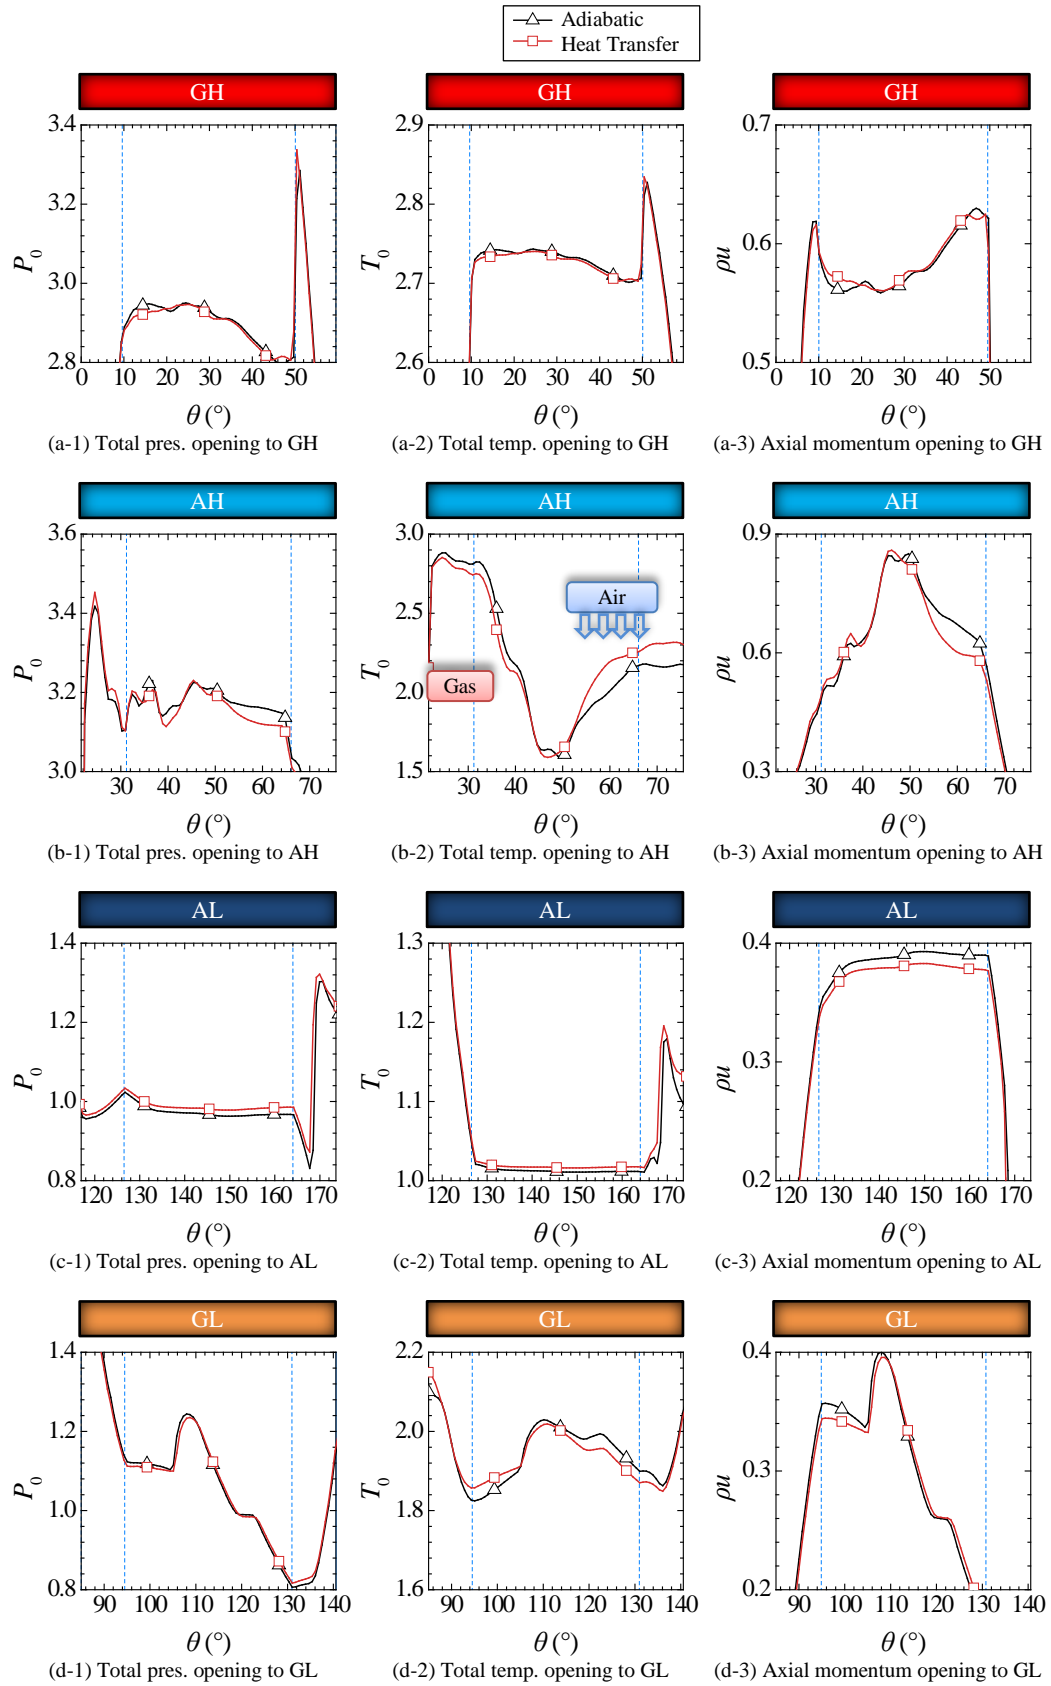 Adiabatic
Heat Transfer
GH GH GH
3.4 2.9 0.7
3.2 2.8 0.6
3.0 2.7 0.5
2.8 2.6
P0 T0 ρu
0 10 20 30 40 50 0 10 20 30 40 50 0 10 20 30 40 50
θ (°) θ (°) θ (°)
(a-1) Total pres. opening to GH (a-2) Total temp. opening to GH (a-3) Axial momentum opening to GH
AH AH AH
3.6 3.0 0.9
3.4 2.5 0.6
3.2 2.0 0.3
3.0 1.5
P0 T0 ρu
Air
Gas
30 40 50 60 70 30 40 50 60 70 30 40 50 60 70
θ (°) θ (°) θ (°)
(b-1) Total pres. opening to AH (b-2) Total temp. opening to AH (b-3) Axial momentum opening to AH
AL AL AL
1.4 1.3 0.4
1.2 1.2 0.3
1.0 1.1 0.2
0.8 1.0
P0 T0 ρu
120 130 140 150 160 170 120 130 140 150 160 170 120 130 140 150 160 170
θ (°) θ (°) θ (°)
(c-1) Total pres. opening to AL (c-2) Total temp. opening to AL (c-3) Axial momentum opening to AL
GL GL GL
1.4 2.2 0.4
1.2 2.0 0.3
1.0 1.8 0.2
0.8 1.6
P0 T0 ρu
90 100 110 120 130 140 90 100 110 120 130 140 90 100 110 120 130 140
θ (°) θ (°) θ (°)
(d-1) Total pres. opening to GL (d-2) Total temp. opening to GL (d-3) Axial momentum opening to GL